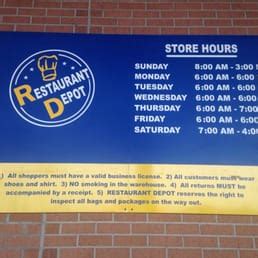 RESTAURANT
DEPOT
STORE HOURS
SUNDAY 8:00 AM - 3:00
MONDAY 6:00 AM - 6:00
TUESDAY 6:00 AM - 6:00
WEDNESDAY 6:00 AM - 6:00
THURSDAY 6:00 AM - 7:00
FRIDAY 6:00 AM - 6:00
SATURDAY 7:00 AM - 4:00
1) All shoppers must have a valid business license. 2) All customers must wear
shoes and shirt. 3) NO smoking in the warehouse. 4) All returns MUST be
accompanied by a receipt. 5) RESTAURANT DEPOT reserves the right to
inspect all bags and packages on the way out.